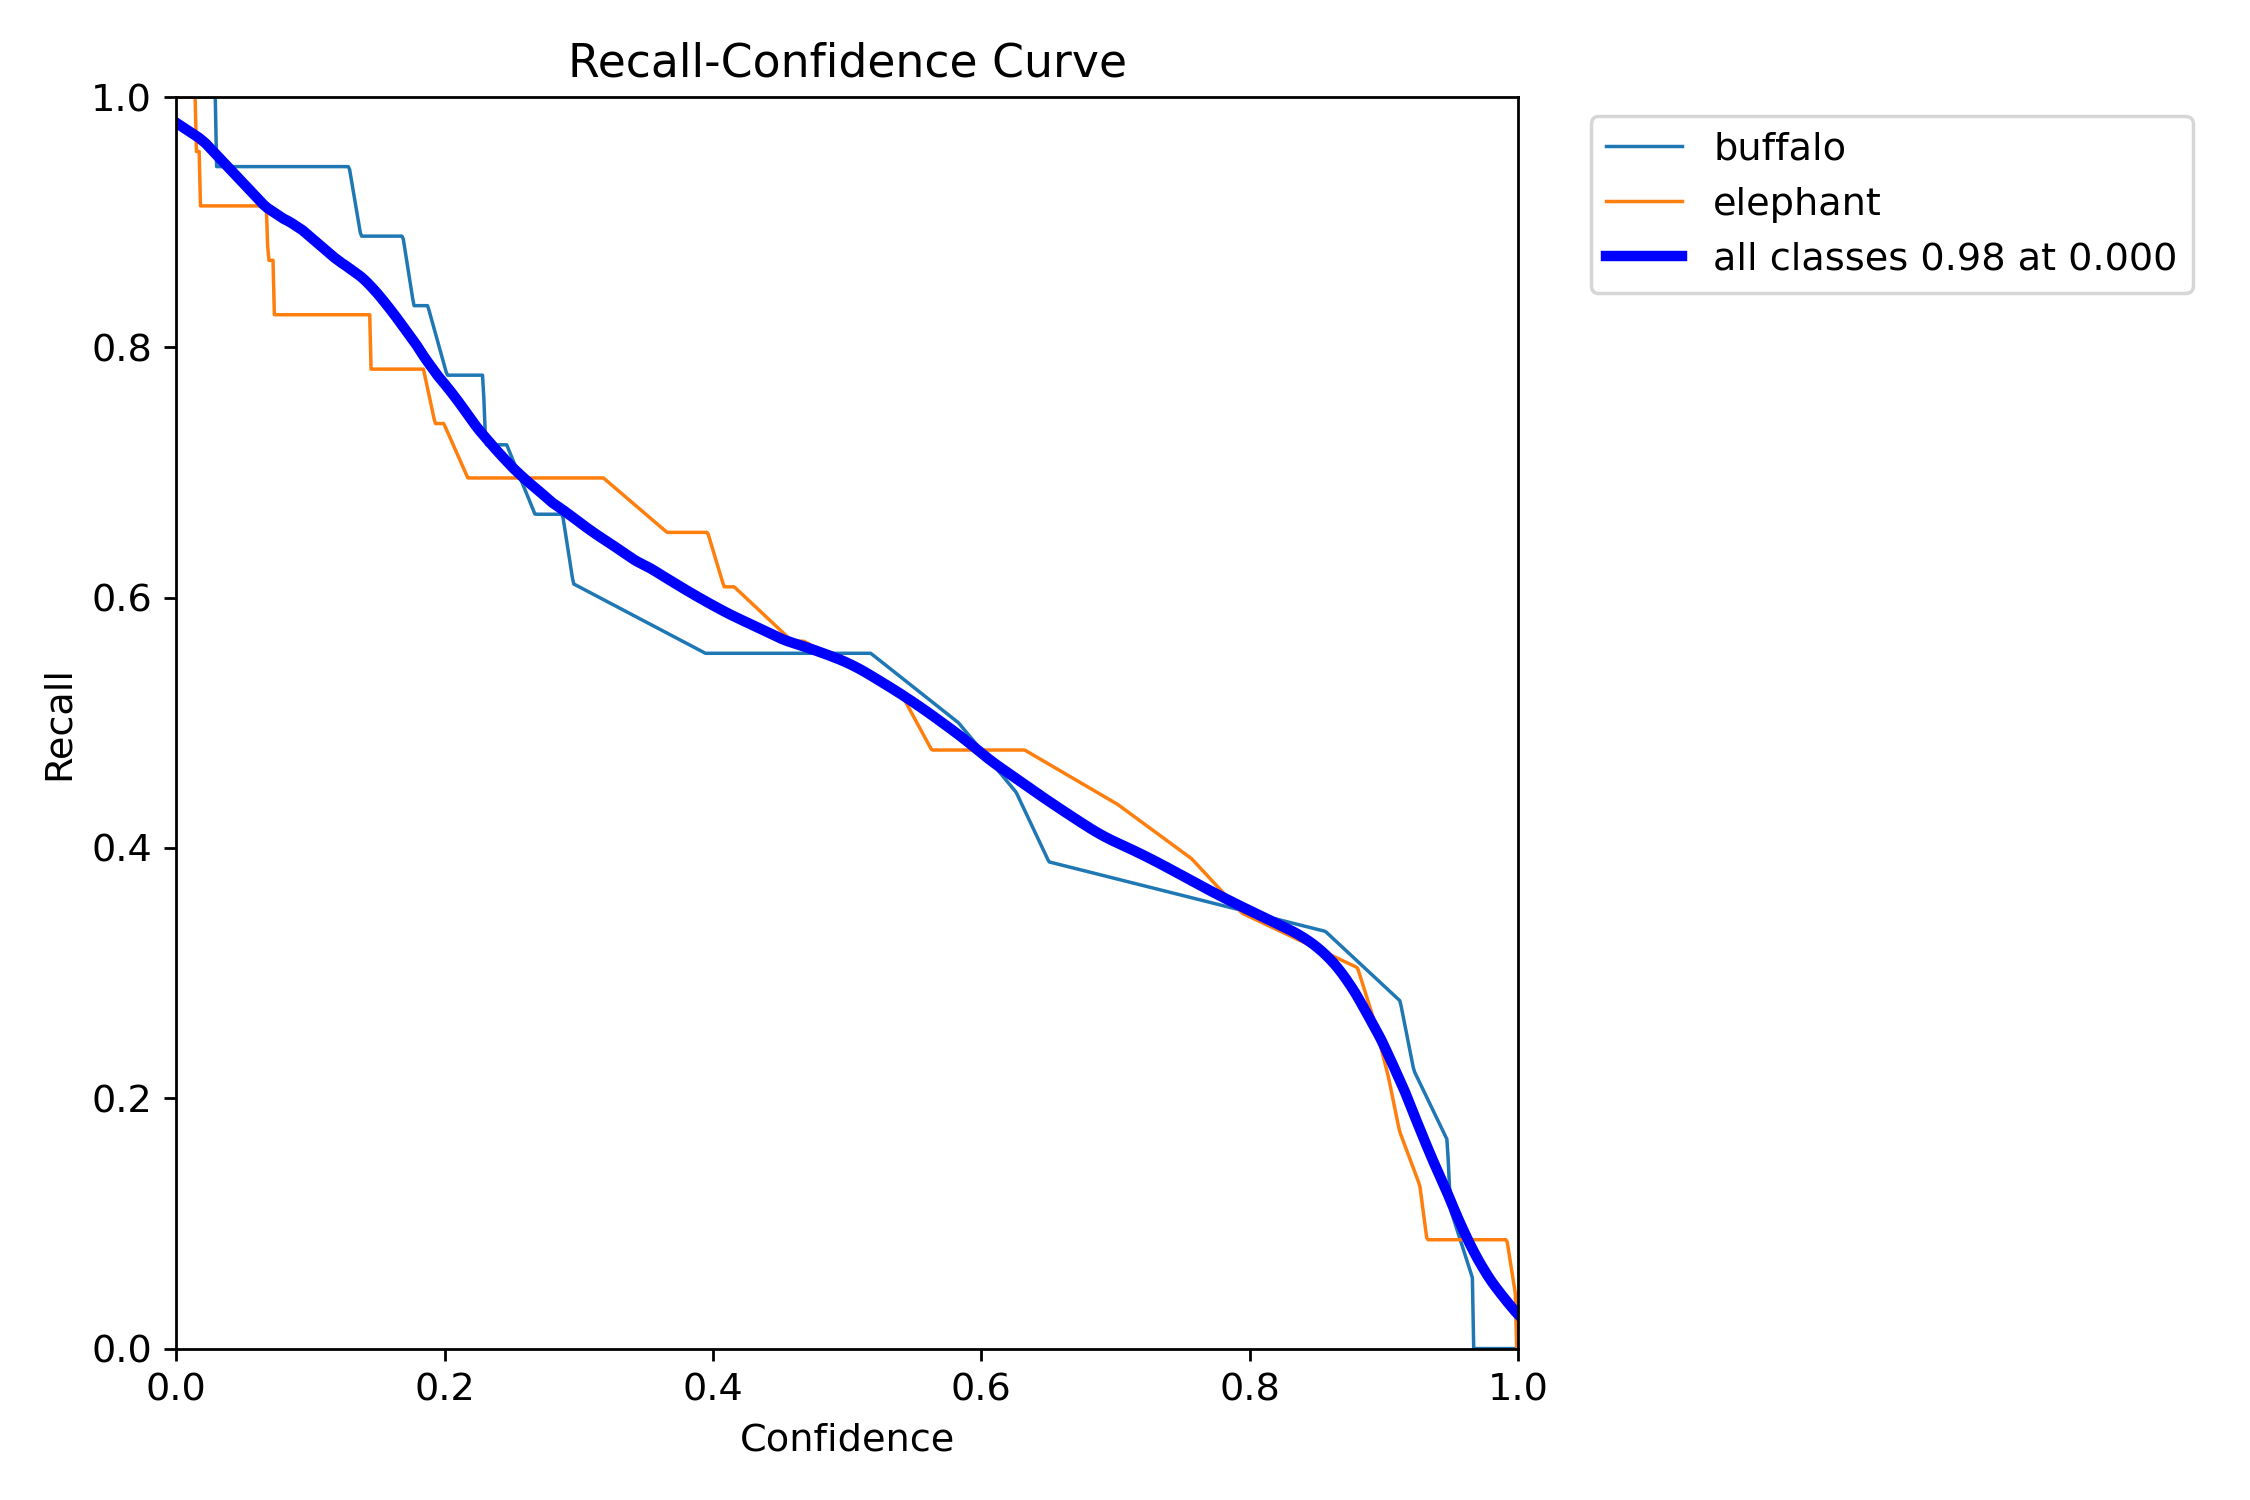 Recall-Confidence Curve
1.0
0.8
0.6
0.4
0.2
0.0
Recall
0.0 0.2 0.4 0.6 0.8 1.0
Confidence
buffalo
elephant
all classes 0.98 at 0.000